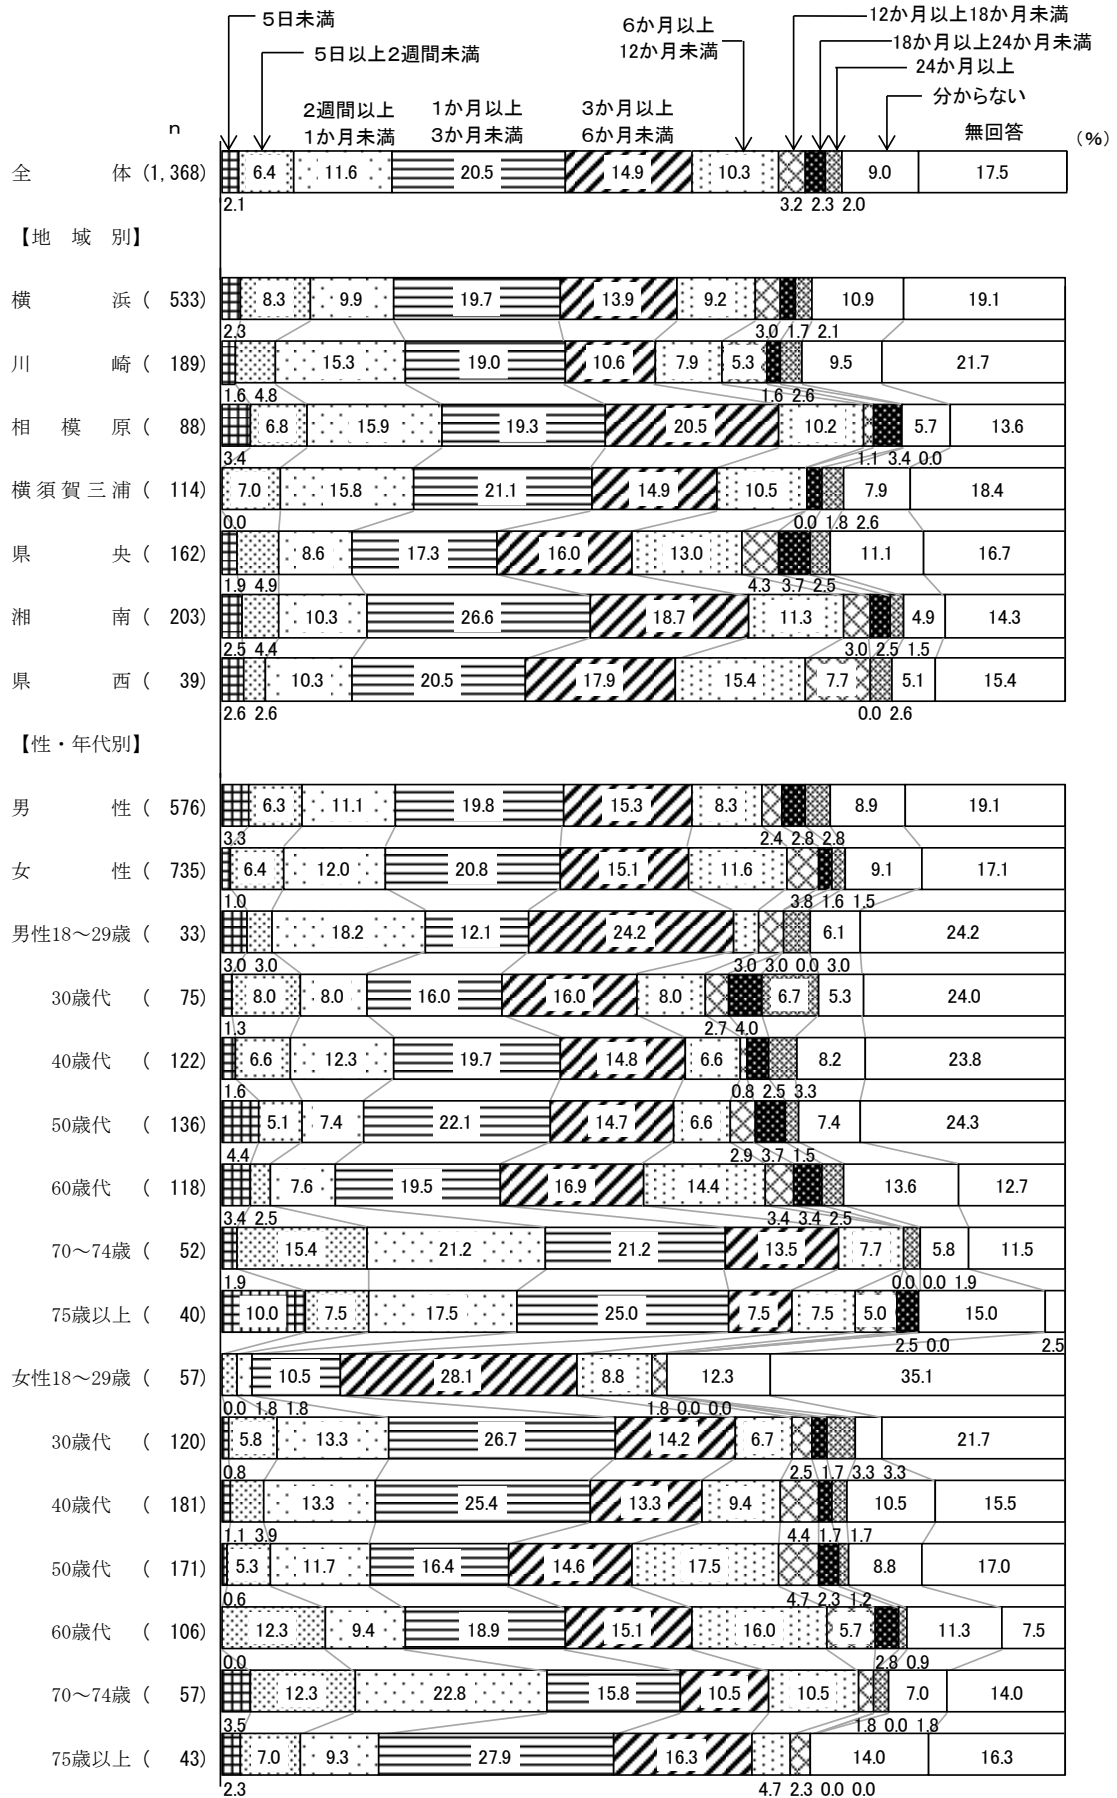 5日未満
5日以上2週間未満
2週間以上
1か月未満
1か月以上
3か月未満
3か月以上
6か月未満
6か月以上
12か月未満
12か月以上18か月未満
18か月以上24か月未満
24か月以上
分からない
無回答
n
(%)
全体 (1,368) 6.4 11.6 20.5 14.9 10.3 9.0 17.5
2.1 3.2 2.3 2.0
【地域別】
横浜 ( 533) 8.3 9.9 19.7 13.9 9.2 10.9 19.1
2.3 3.0 1.7 2.1
川崎 ( 189) 15.3 19.0 10.6 7.9 5.3 9.5 21.7
1.6 4.8 1.6 2.6
相模原 ( 88) 6.8 15.9 19.3 20.5 10.2 5.7 13.6
3.4 1.1 3.4 0.0
横須賀三浦 ( 114) 7.0 15.8 21.1 14.9 10.5 7.9 18.4
0.0 0.0 1.8 2.6
県央 ( 162) 8.6 17.3 16.0 13.0 11.1 16.7
1.9 4.9 4.3 3.7 2.5
湘南 ( 203) 10.3 26.6 18.7 11.3 4.9 14.3
2.5 4.4 3.0 2.5 1.5
県西 ( 39) 10.3 20.5 17.9 15.4 7.7 5.1 15.4
2.6 2.6 0.0 2.6
【性・年代別】
男性 ( 576) 6.3 11.1 19.8 15.3 8.3 8.9 19.1
3.3 2.4 2.8 2.8
女性 ( 735) 6.4 12.0 20.8 15.1 11.6 9.1 17.1
1.0 3.8 1.6 1.5
男性18～29歳 ( 33) 18.2 12.1 24.2 6.1 24.2
3.0 3.0 3.0 3.0 0.0 3.0
30歳代 ( 75) 8.0 8.0 16.0 16.0 8.0 6.7 5.3 24.0
1.3 2.7 4.0
40歳代 ( 122) 6.6 12.3 19.7 14.8 6.6 8.2 23.8
1.6 0.8 2.5 3.3
50歳代 ( 136) 5.1 7.4 22.1 14.7 6.6 7.4 24.3
4.4 2.9 3.7 1.5
60歳代 ( 118) 7.6 19.5 16.9 14.4 13.6 12.7
3.4 2.5 3.4 3.4 2.5
70～74歳 ( 52) 15.4 21.2 21.2 13.5 7.7 5.8 11.5
1.9 0.0 0.0 1.9
75歳以上 ( 40) 10.0 7.5 17.5 25.0 7.5 7.5 5.0 15.0
2.5 0.0 2.5
女性18～29歳 ( 57) 10.5 28.1 8.8 12.3 35.1
0.0 1.8 1.8 1.8 0.0 0.0
30歳代 ( 120) 5.8 13.3 26.7 14.2 6.7 21.7
0.8 2.5 1.7 3.3 3.3
40歳代 ( 181) 13.3 25.4 13.3 9.4 10.5 15.5
1.1 3.9 4.4 1.7 1.7
50歳代 ( 171) 5.3 11.7 16.4 14.6 17.5 8.8 17.0
0.6 4.7 2.3 1.2
60歳代 ( 106) 12.3 9.4 18.9 15.1 16.0 5.7 11.3 7.5
0.0 2.8 0.9
70～74歳 ( 57) 12.3 22.8 15.8 10.5 10.5 7.0 14.0
3.5 1.8 0.0 1.8
75歳以上 ( 43) 7.0 9.3 27.9 16.3 14.0 16.3
2.3 4.7 2.3 0.0 0.0